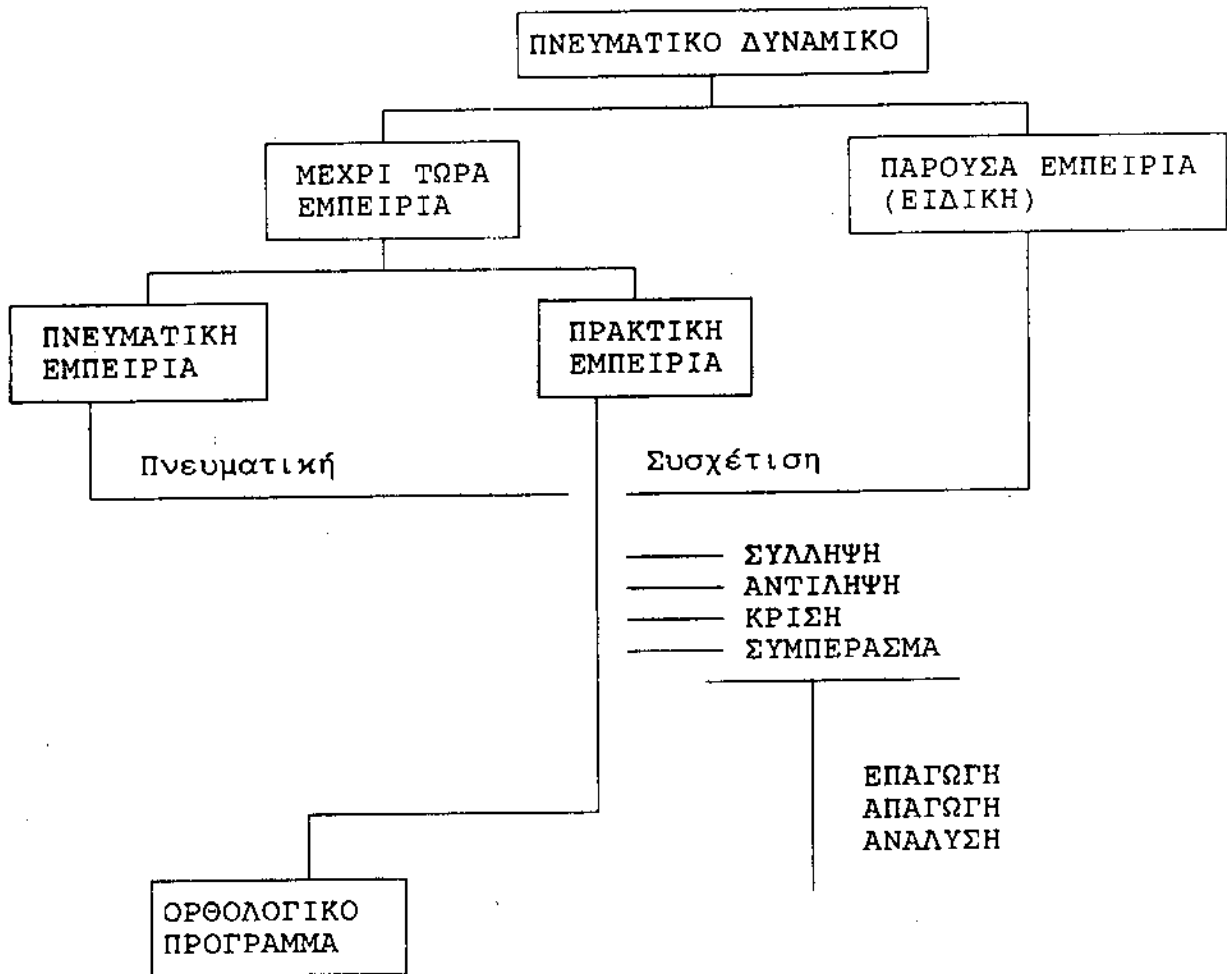 ΠΝΕΥΜΑΤΙΚΟ ΔΥΝΑΜΙΚΟ
ΜΕΧΡΙ ΤΩΡΑ
ΕΜΠΕΙΡΙΑ
ΠΑΡΟΥΣΑ ΕΜΠΕΙΡΙΑ
(ΕΙΔΙΚΗ)
ΠΝΕΥΜΑΤΙΚΗ
ΕΜΠΕΙΡΙΑ
ΠΡΑΚΤΙΚΗ
ΕΜΠΕΙΡΙΑ
Πνευματική Συσχέτιση
ΣΥΛΛΗΨΗ
ΑΝΤΙΛΗΨΗ
ΚΡΙΣΗ
ΣΥΜΠΕΡΑΣΜΑ
ΕΠΑΓΩΓΗ
ΑΠΑΓΩΓΗ
ΑΝΑΛΥΣΗ
ΟΡΘΟΛΟΓΙΚΟ
ΠΡΟΓΡΑΜΜΑ